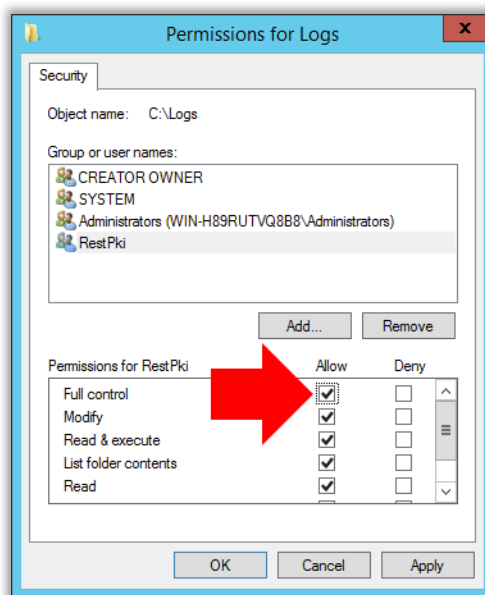 Permissions for Logs
x
Security
Object name: C:\Logs
Group or user names:
CREATOR OWNER
SYSTEM
Administrators (WIN-H89RUTVQ8B8\Administrators)
RestPki
Add... Remove
Permissions for RestPki Allow Deny
Full control
Modify
Read & execute
List folder contents
Read
OK Cancel Apply